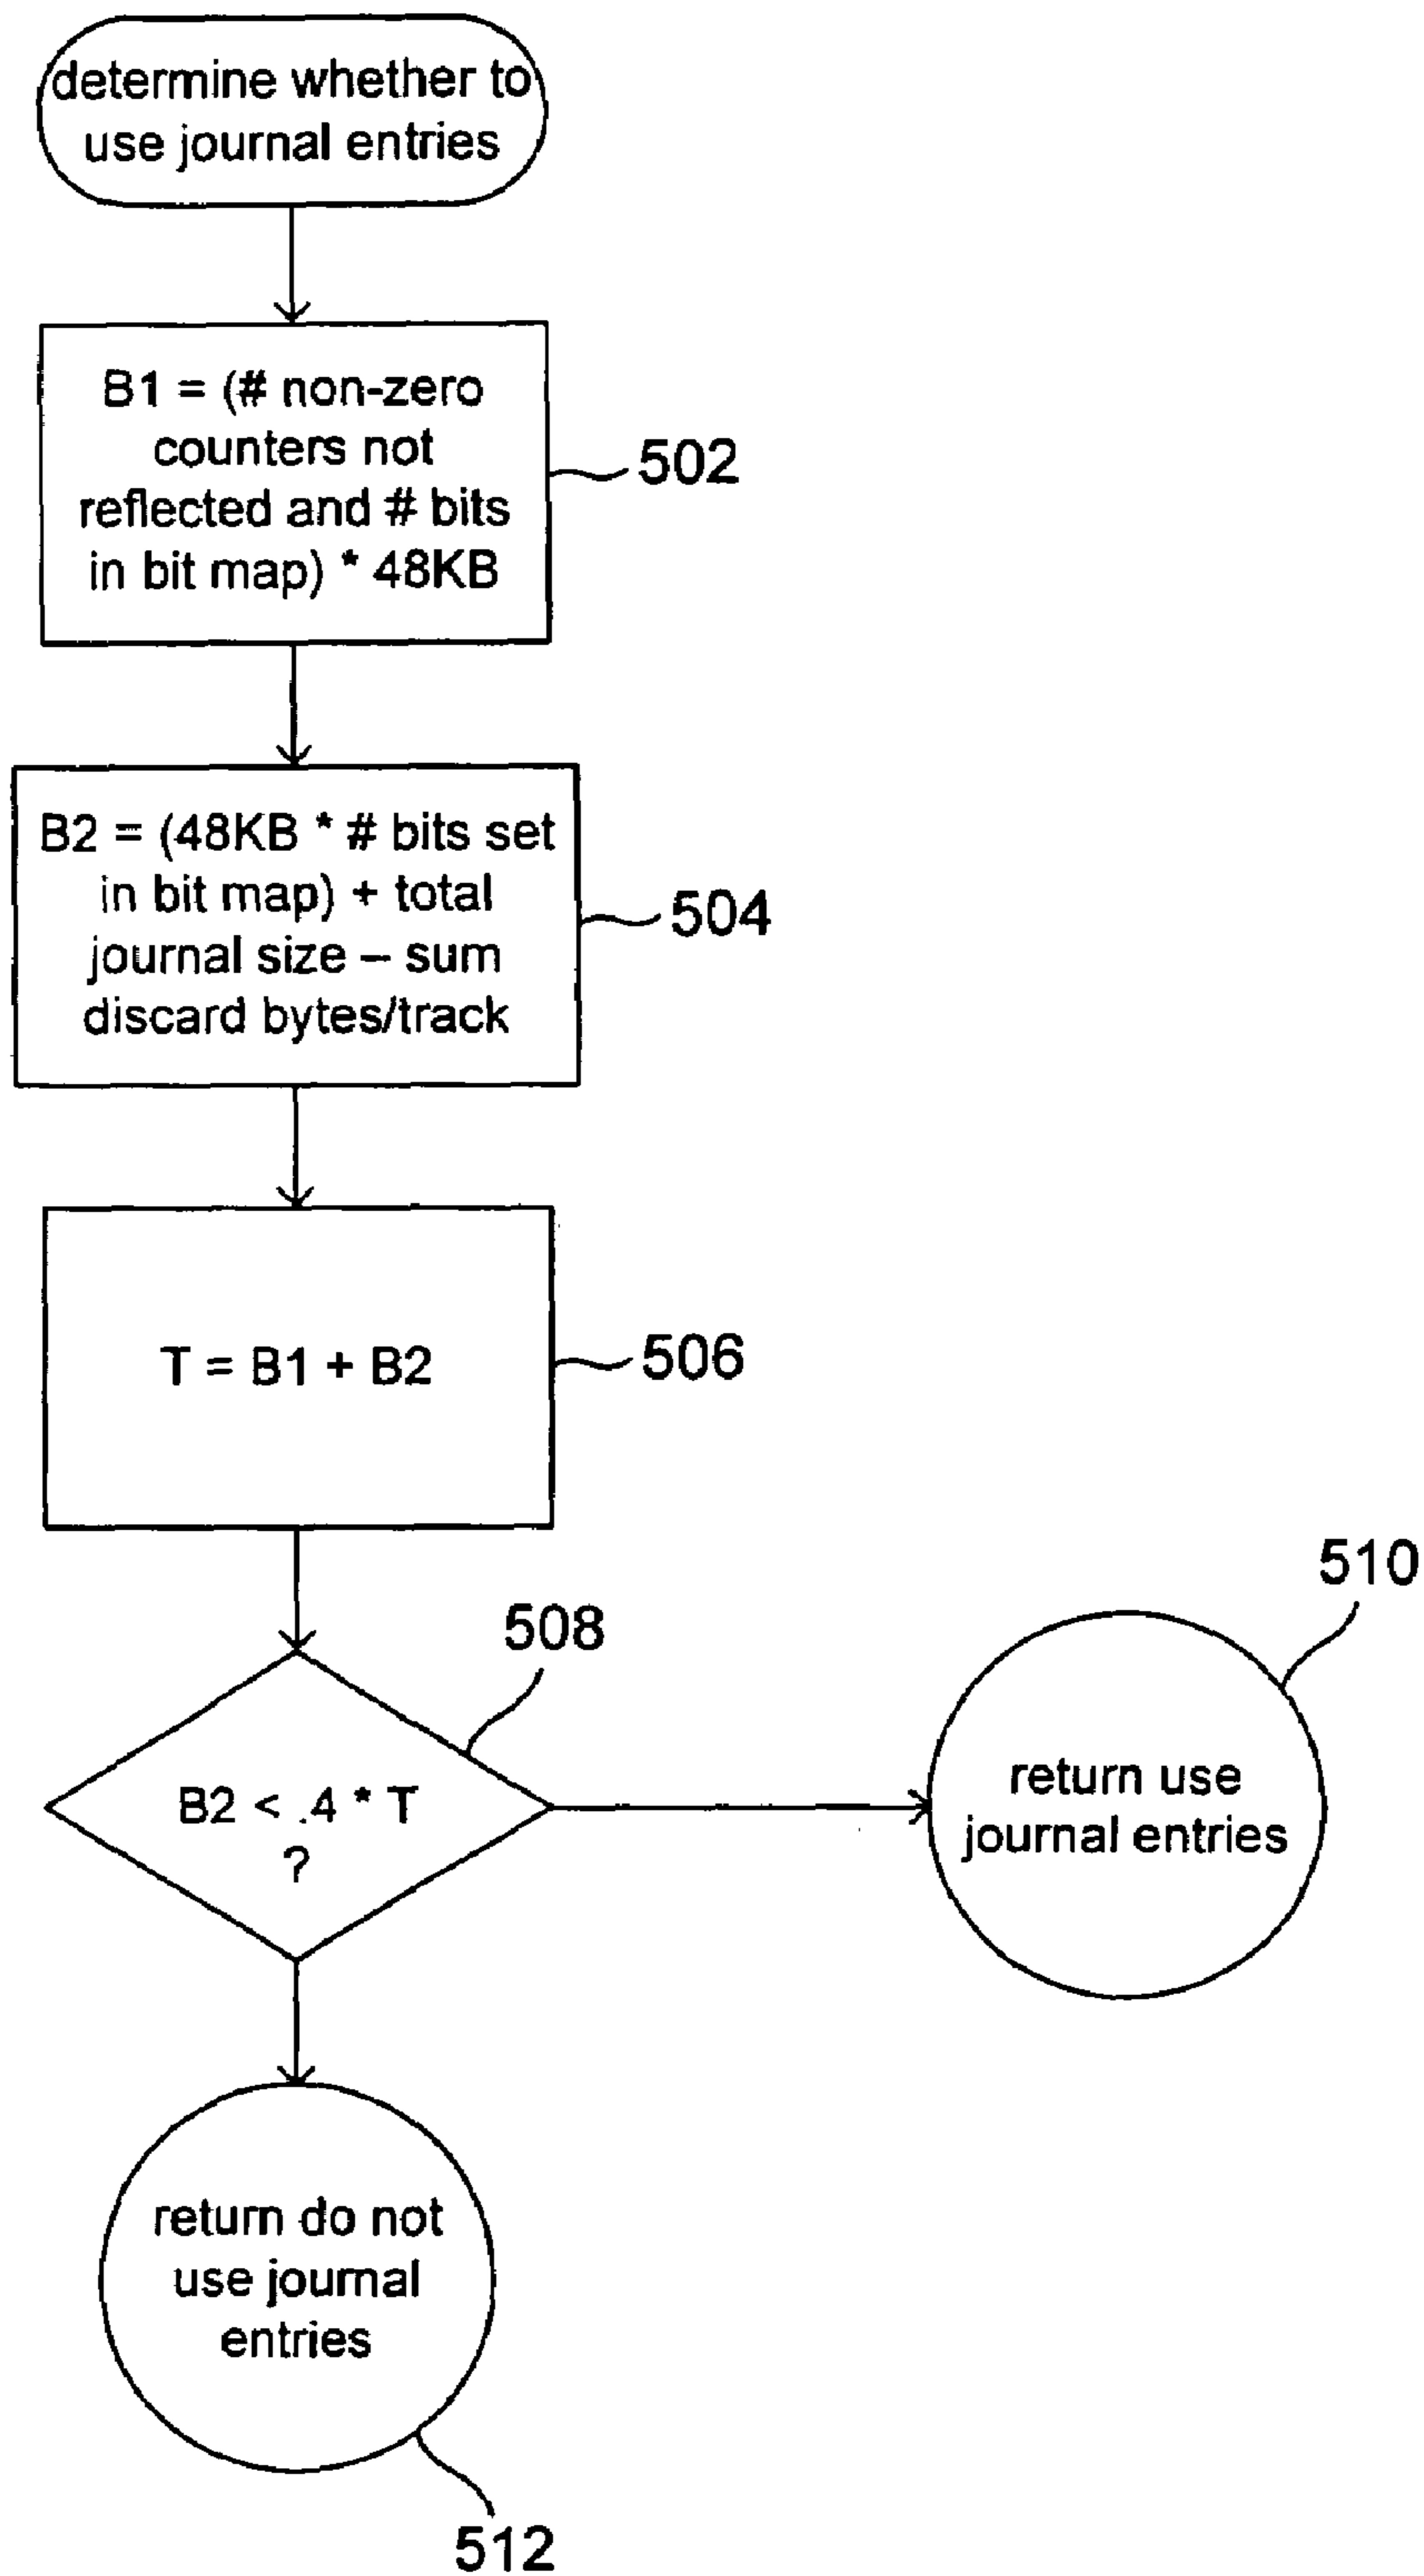 determine whether to
use journal entries
B1 = (# non-zero
counters not
reflected and # bits
in bit map) * 48KB
502
B2 = (48KB * # bits set
in bit map) + total
journal size – sum
discard bytes/track
504
T = B1 + B2
506
508
B2 < .4 * T
?
510
return use
journal entries
return do not
use journal
entries
512